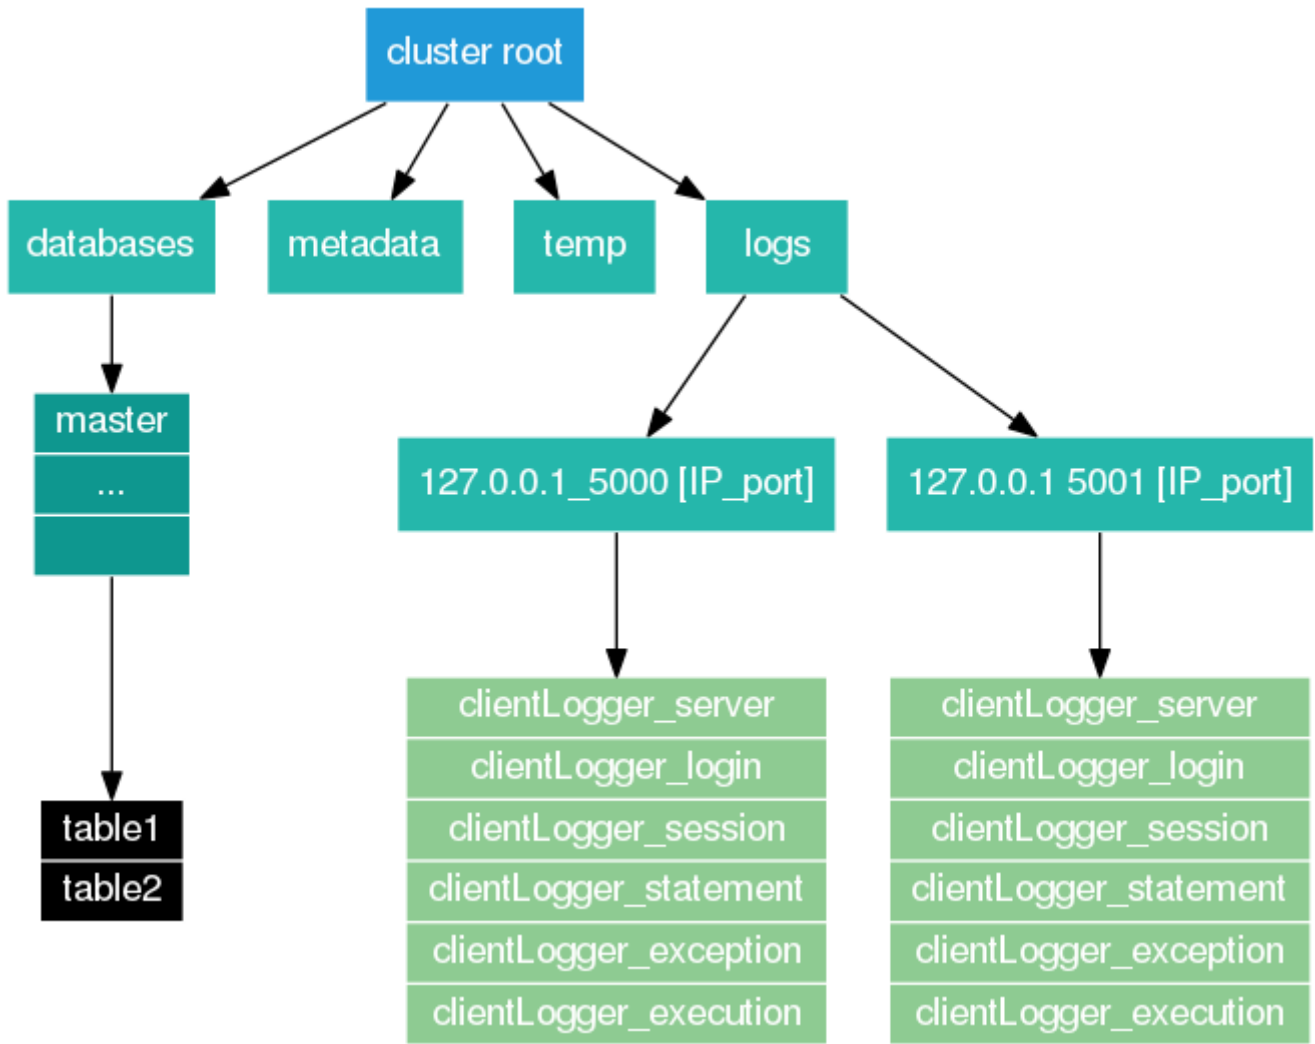 cluster root
databases
metadata
temp
logs
master
...
127.0.0.1_5000 [IP_port]
127.0.0.1 5001 [IP_port]
table1
table2
clientLogger_server
clientLogger_login
clientLogger_session
clientLogger_statement
clientLogger_exception
clientLogger_execution
clientLogger_server
clientLogger_login
clientLogger_session
clientLogger_statement
clientLogger_exception
clientLogger_execution